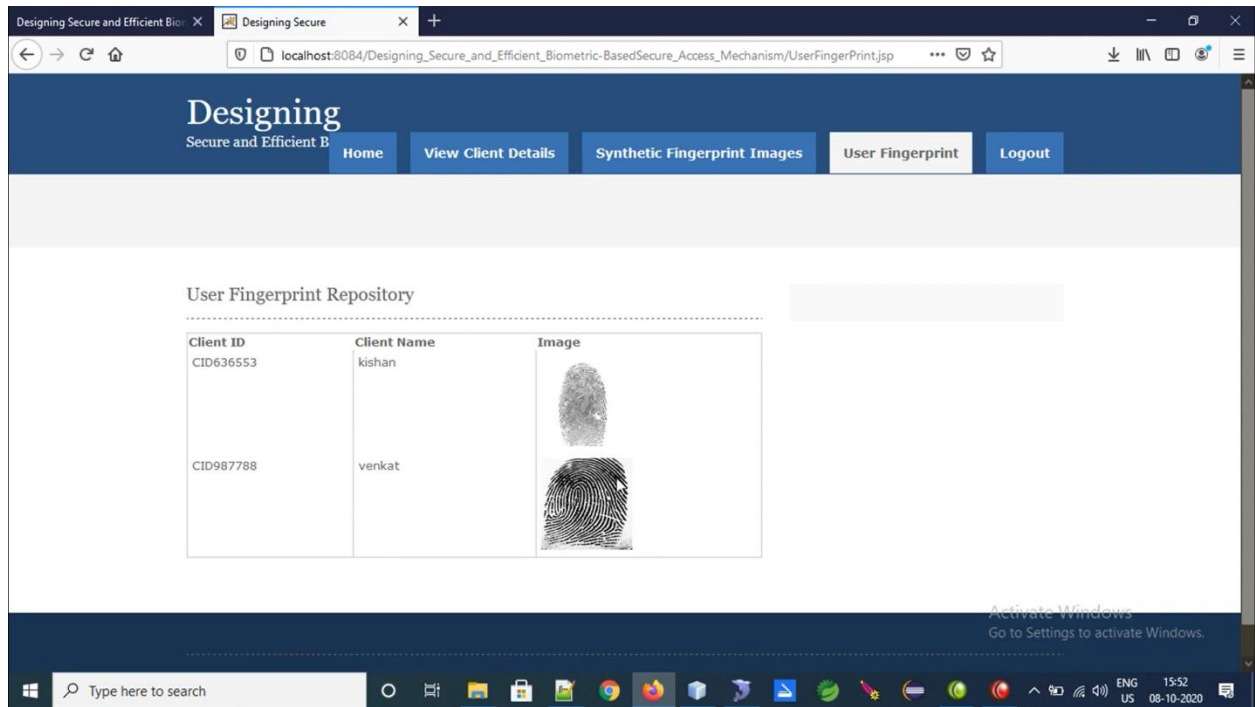 Designing Secure and Efficient Bion
Designing Secure
localhost:8084/Designing_Secure_and_Efficient_Biometric-BasedSecure_Access_Mechanism/UserFingerPrint.jsp
Designing
Secure and Efficient B
Home View Client Details Synthetic Fingerprint Images User Fingerprint Logout
User Fingerprint Repository
Client ID Client Name Image
CID636553 kishan
CID987788 venkat
Activate Windows
Go to Settings to activate Windows.
Type here to search
ENG 15:52
US 08-10-2020